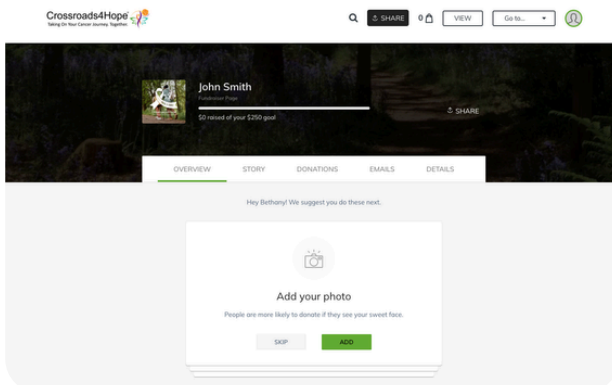 Crossroads4Hope
Taking On Your Cancer Journey, Together.
SHARE
0
VIEW
Go to...
John Smith
Fundraiser Page
$0 raised of your $250 goal
SHARE
OVERVIEW
STORY
DONATIONS
EMAILS
DETAILS
Hey Bethany! We suggest you do these next.
Add your photo
People are more likely to donate if they see your sweet face.
SKIP
ADD